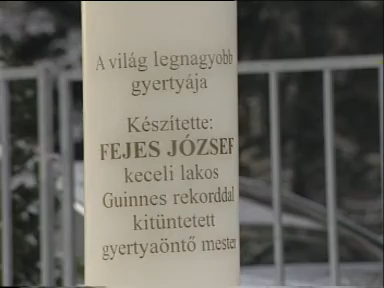 A világ legnagyobb
gyertyája
Készítette:
FEJES JÓZSEF
keceli lakos
Guinnes rekorddal
kitüntetett
gyertyaöntő mester